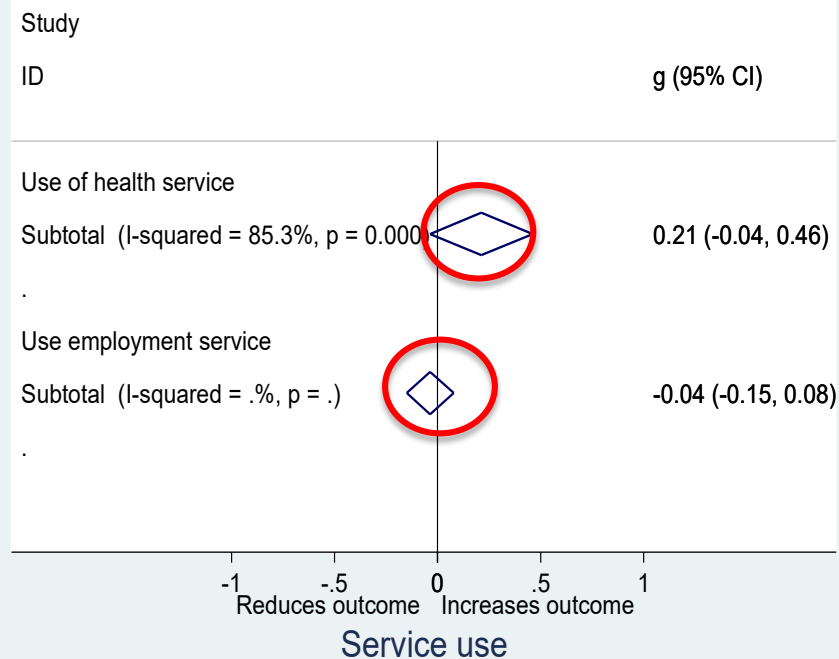 Study
ID g (95% CI)
Use of health service
Subtotal (I-squared = 85.3%, p = 0.000) 0.21 (-0.04, 0.46)
.
Use employment service
Subtotal (I-squared = .%, p = .) -0.04 (-0.15, 0.08)
.
-1 -.5 0 .5 1
Reduces outcome Increases outcome
Service use